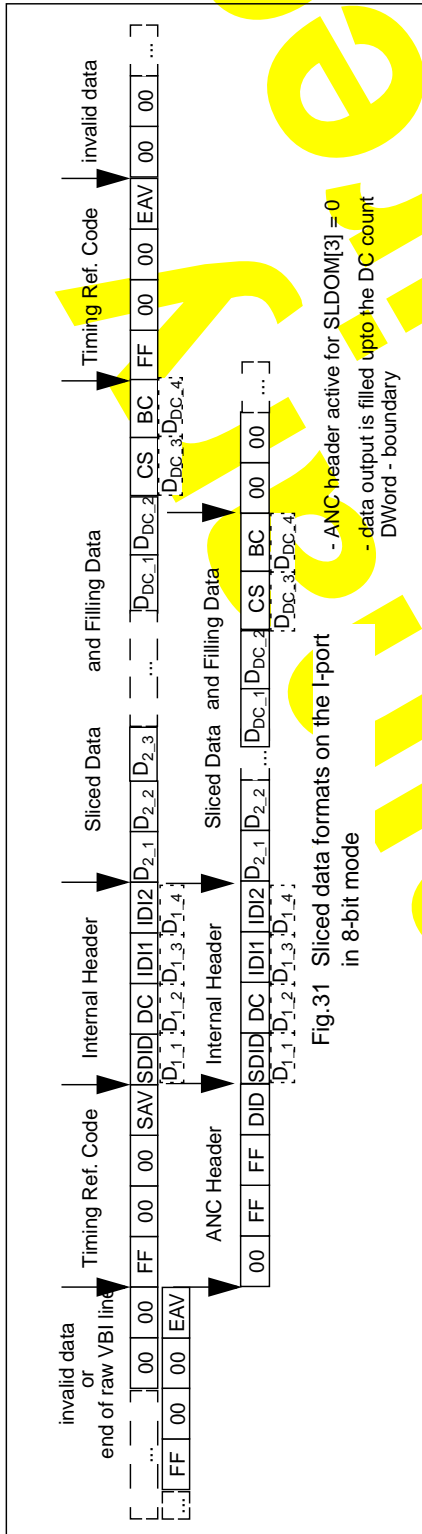 invalid data
or
end of raw VBI line
Timing Ref. Code
Internal Header
Sliced Data
and Filling Data
Timing Ref. Code
invalid data
... 00 00 FF 00 00 SAV SDID DC IDI1 IDI2 D2_1 D2_2 D2_3 ... DDC_1 DDC_2 CS BC FF 00 00 EAV 00 00 ...
... FF 00 00 EAV
D1_1 D1_2 D1_3 D1_4
DDC_3 DDC_4
ANC Header
Internal Header
Sliced Data
and Filling Data
00 FF FF DID SDID DC IDI1 IDI2 D2_1 D2_2 ... DDC_1 DDC_2 CS BC 00 00 ...
D1_1 D1_2 D1_3 D1_4
DDC_3 DDC_4
Fig.31 Sliced data formats on the I-port
in 8-bit mode
- ANC header active for SLDOM[3] = 0
- data output is filled upto the DC count
DWord - boundary